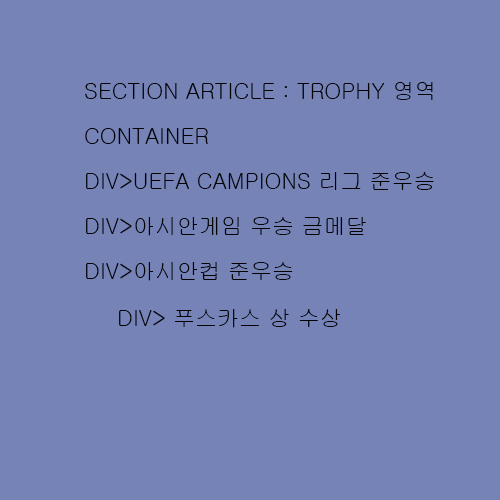 SECTION ARTICLE : TROPHY 영역
CONTAINER
DIV>UEFA CAMPIONS 리그 준우승
DIV>아시안게임 우승 금메달
DIV>아시안컵 준우승
DIV> 푸스카스 상 수상